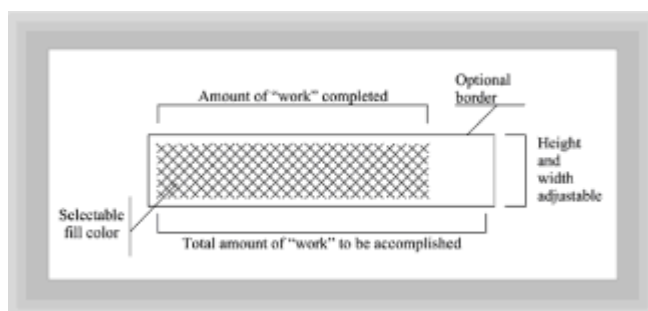 Optional
border
Amount of “work” completed
Height
and
width
adjustable
Selectable
fill color
Total amount of “work” to be accomplished